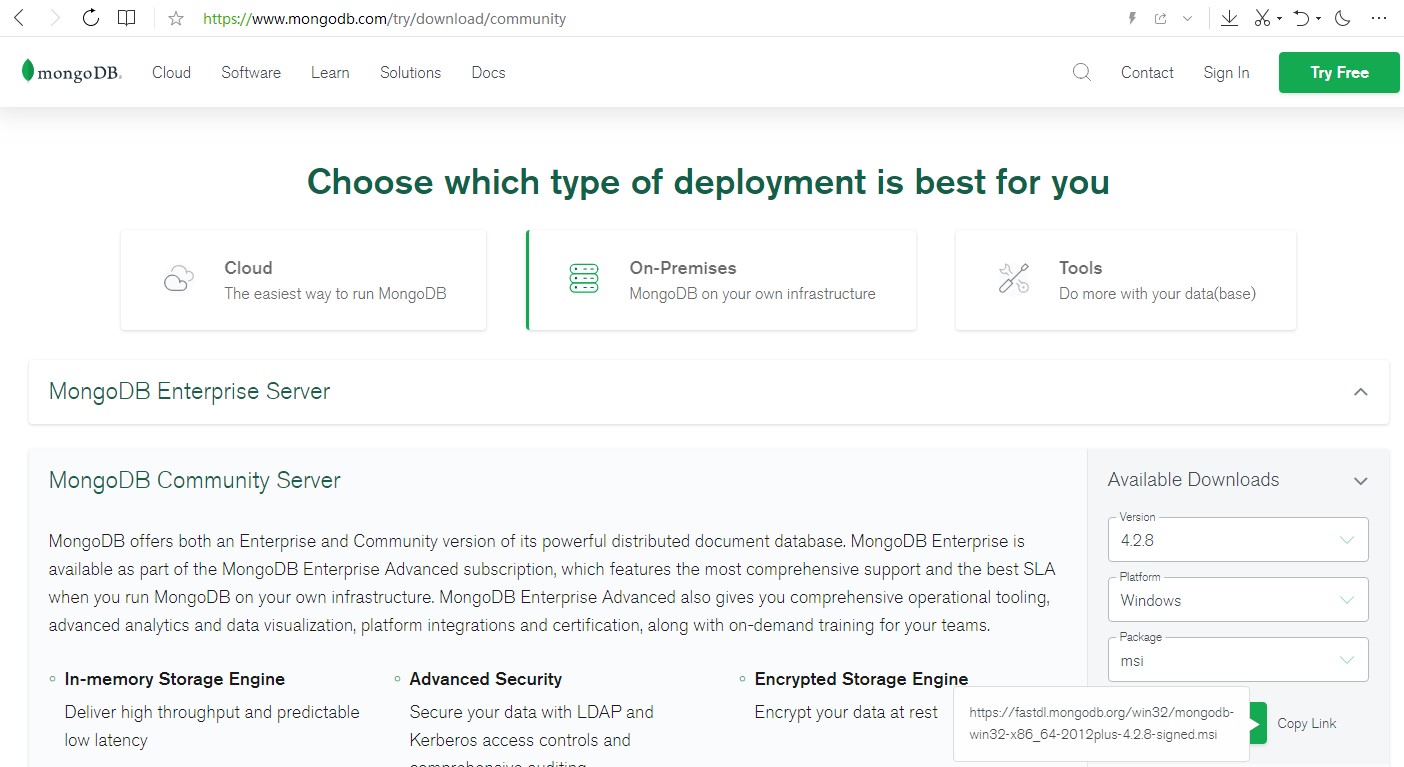 https://www.mongodb.com/try/download/community
mongoDB.
Cloud
Software
Learn
Solutions
Docs
Contact
Sign In
Try Free
Choose which type of deployment is best for you
Cloud
The easiest way to run MongoDB
On-Premises
MongoDB on your own infrastructure
Tools
Do more with your data(base)
MongoDB Enterprise Server
MongoDB Community Server
MongoDB offers both an Enterprise and Community version of its powerful distributed document database. MongoDB Enterprise is
available as part of the MongoDB Enterprise Advanced subscription, which features the most comprehensive support and the best SLA
when you run MongoDB on your own infrastructure. MongoDB Enterprise Advanced also gives you comprehensive operational tooling,
advanced analytics and data visualization, platform integrations and certification, along with on-demand training for your teams.
In-memory Storage Engine
Deliver high throughput and predictable
low latency
Advanced Security
Secure your data with LDAP and
Kerberos access controls and
comprehensive auditing
Encrypted Storage Engine
Encrypt your data at rest
Available Downloads
Version
4.2.8
Platform
Windows
Package
msi
https://fastdl.mongodb.org/win32/mongodb-
win32-x86_64-2012plus-4.2.8-signed.msi
Copy Link